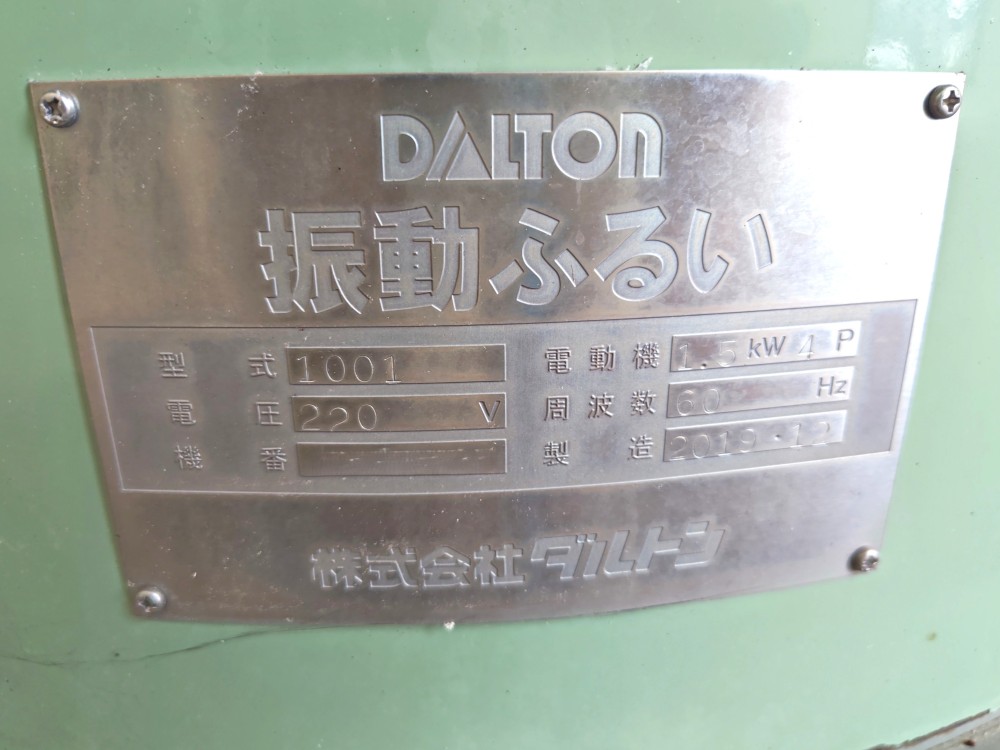 DALTON
振動ふるい
型式 1001 電動機 1.5 kW 4 P
電圧 220 V 周波数 60 Hz
機番 製造 2019・12
株式会社ダルトン